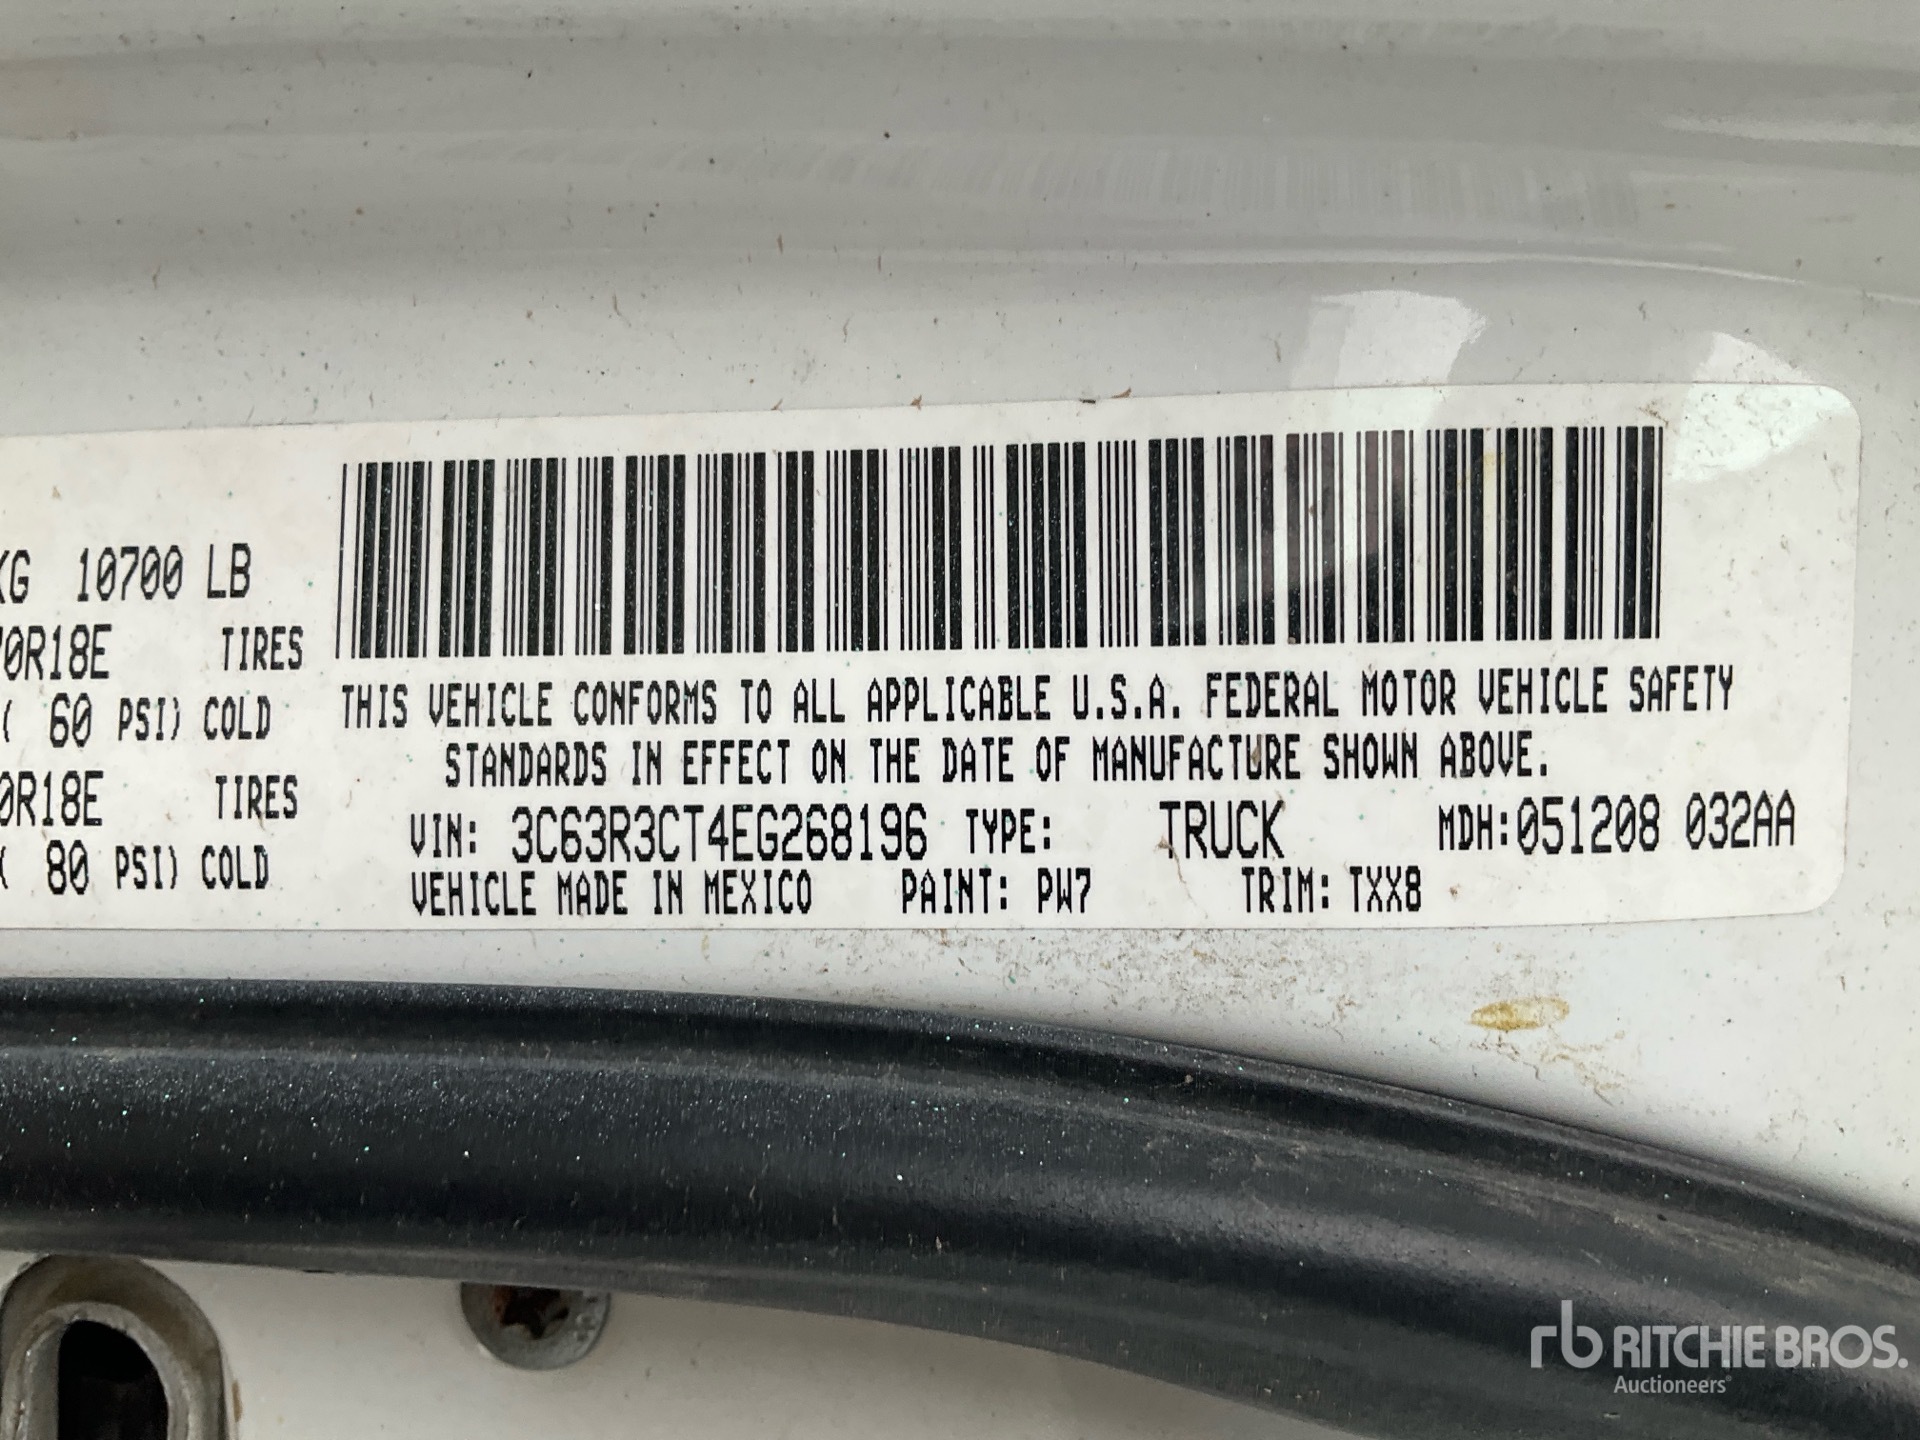 KG 10700 LB
70R18E TIRES
( 60 PSI) COLD
0R18E TIRES
( 80 PSI) COLD
THIS VEHICLE CONFORMS TO ALL APPLICABLE U.S.A. FEDERAL MOTOR VEHICLE SAFETY
STANDARDS IN EFFECT ON THE DATE OF MANUFACTURE SHOWN ABOVE.
VIN: 3C63R3CT4EG268196 TYPE: TRUCK MDH:051208 032AA
VEHICLE MADE IN MEXICO PAINT: PW7 TRIM: TXX8
rb RITCHIE BROS.
Auctioneers